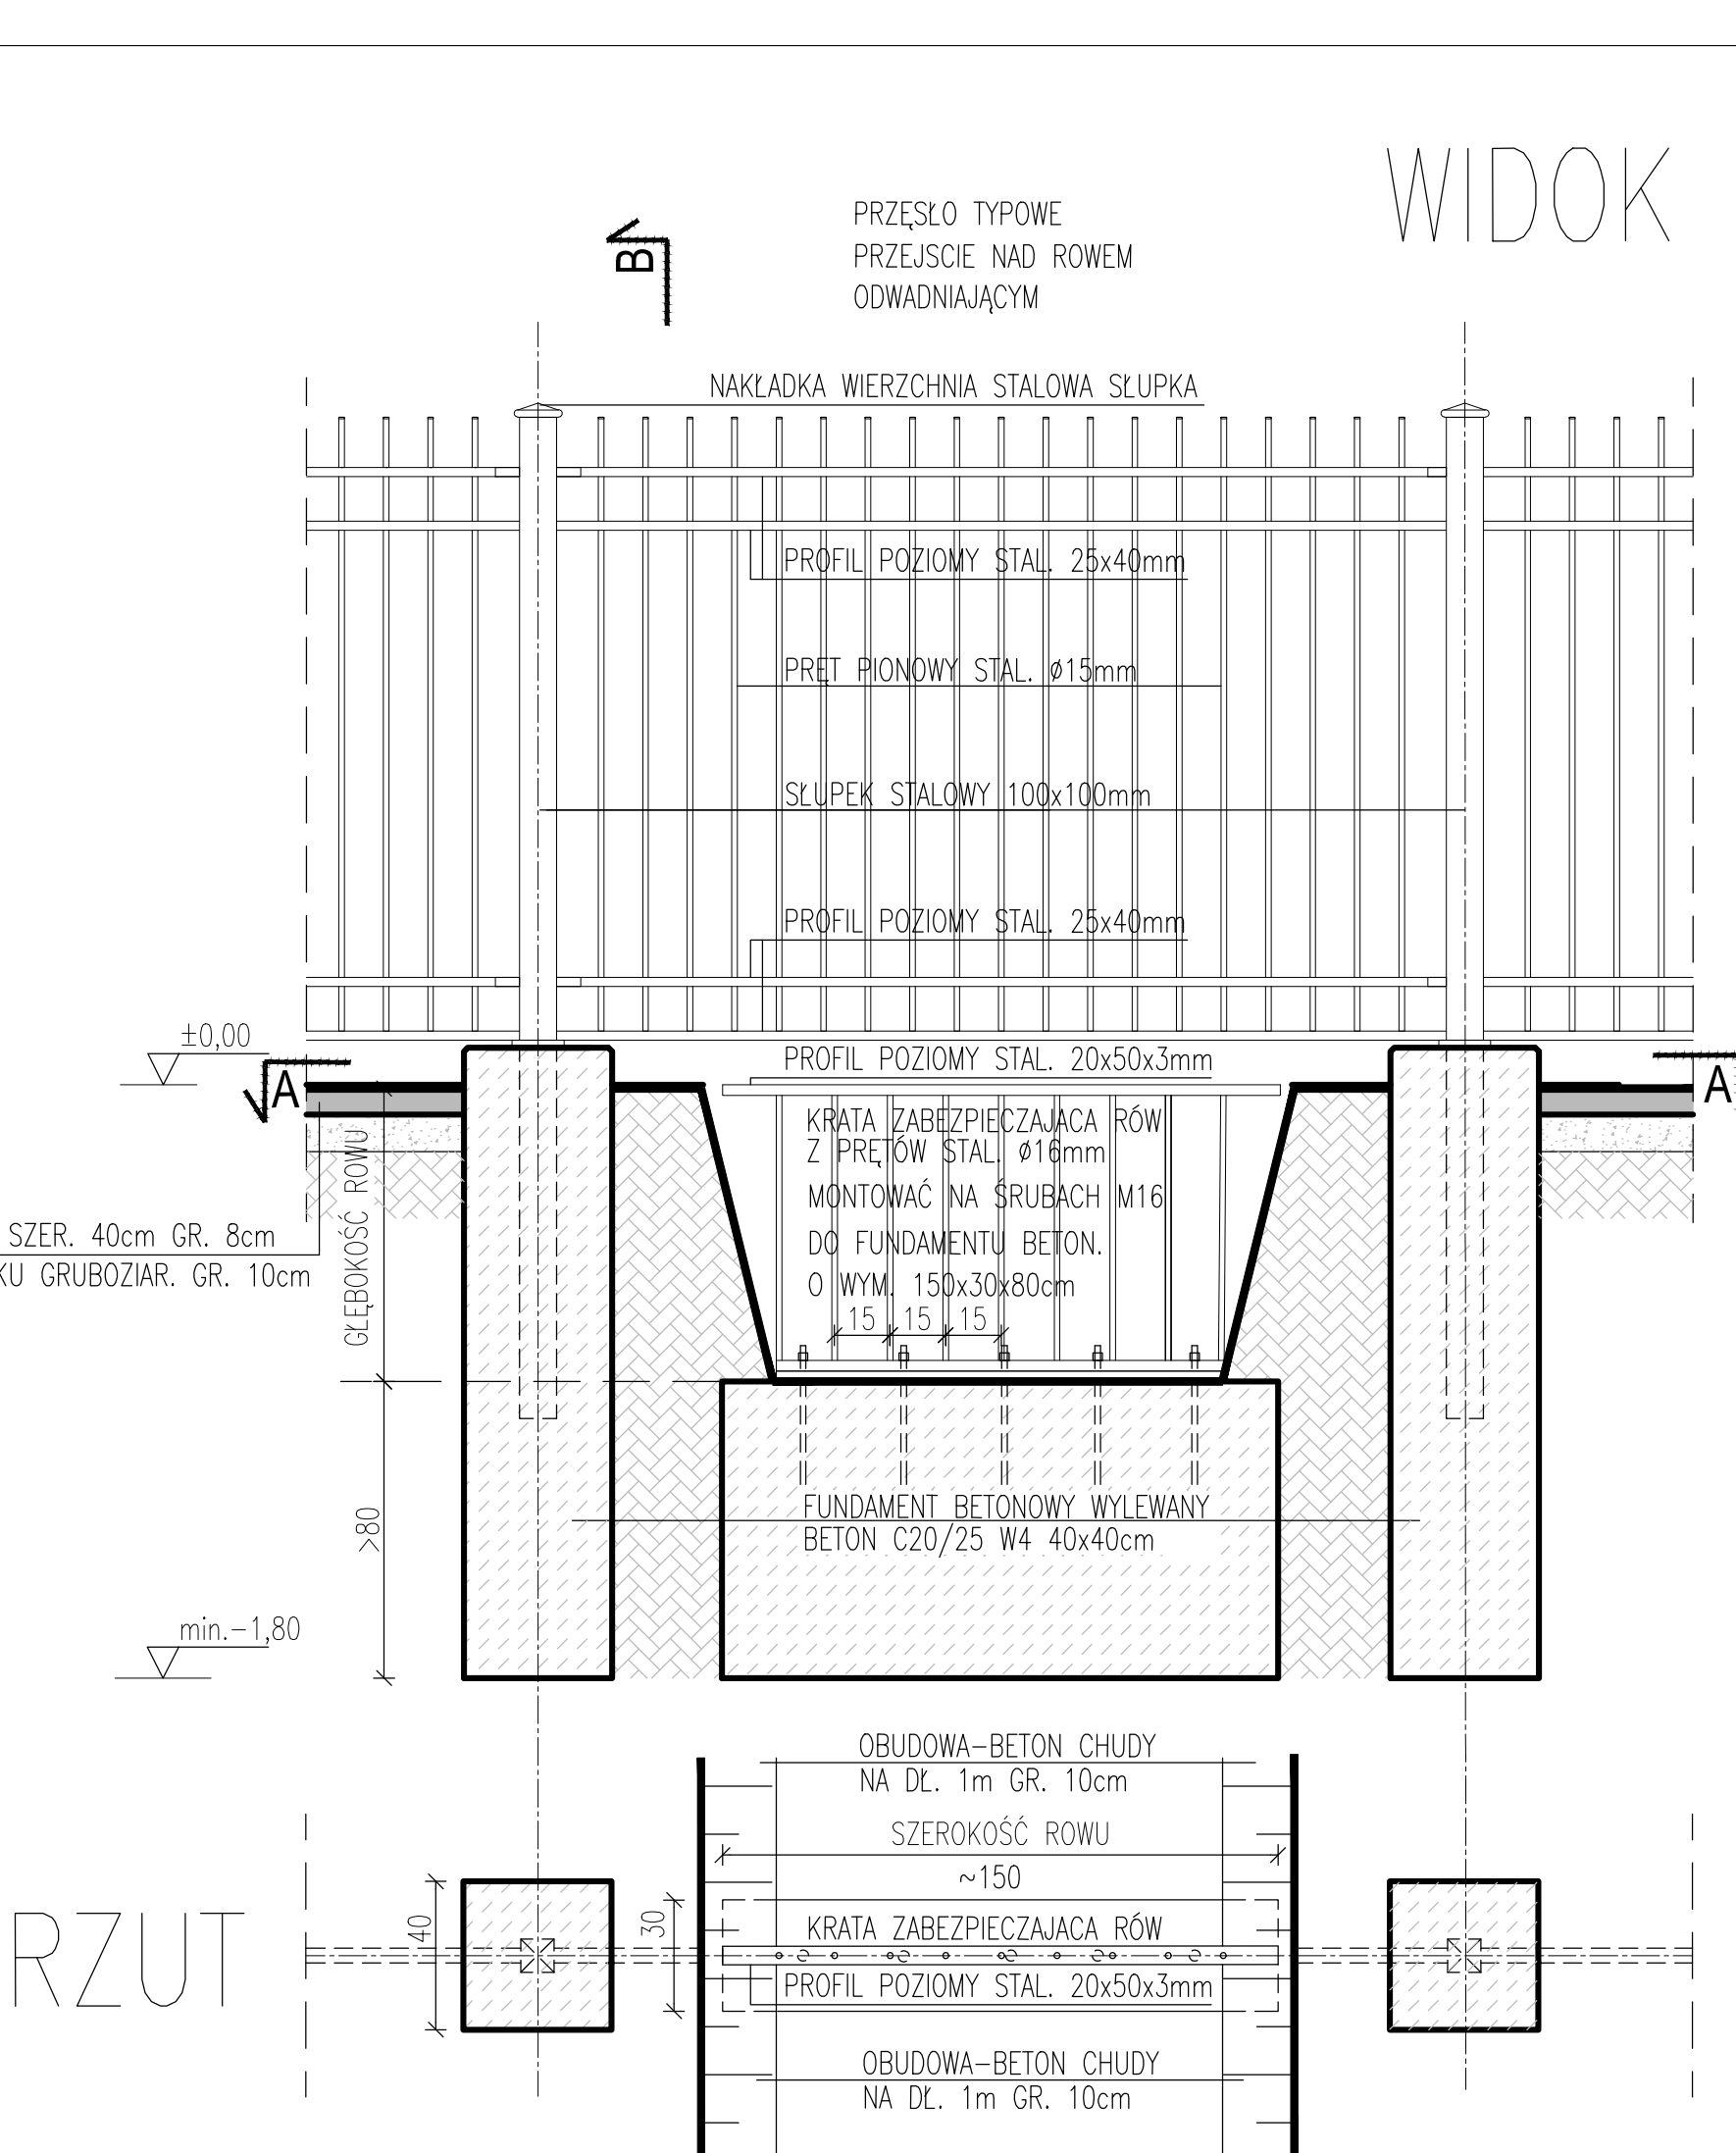 WIDOK
B
PRZĘSŁO TYPOWE
PRZEJSCIE NAD ROWEM
ODWADNIAJĄCYM
NAKŁADKA WIERZCHNIA STALOWA SŁUPKA
PROFIL POZIOMY STAL. 25x40mm
PRĘT PIONOWY STAL. ø15mm
SŁUPEK STALOWY 100x100mm
PROFIL POZIOMY STAL. 25x40mm
±0,00
A
A
PROFIL POZIOMY STAL. 20x50x3mm
KRATA ZABEZPIECZAJACA RÓW
Z PRĘTÓW STAL. ø16mm
MONTOWAĆ NA ŚRUBACH M16
DO FUNDAMENTU BETON.
O WYM. 150x30x80cm
15 15 15
GŁĘBOKOŚĆ ROWU
SZER. 40cm GR. 8cm
KU GRUBOZIAR. GR. 10cm
>80
FUNDAMENT BETONOWY WYLEWANY
BETON C20/25 W4 40x40cm
min.-1,80
OBUDOWA-BETON CHUDY
NA DŁ. 1m GR. 10cm
SZEROKOŚĆ ROWU
~150
RZUT
40
30
KRATA ZABEZPIECZAJACA RÓW
PROFIL POZIOMY STAL. 20x50x3mm
OBUDOWA-BETON CHUDY
NA DŁ. 1m GR. 10cm